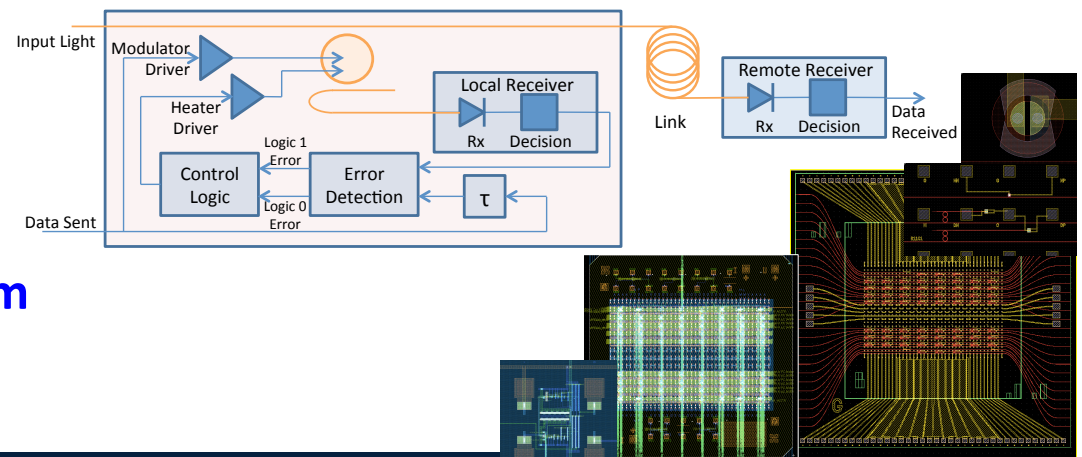 Input Light
Modulator
Driver
Heater
Driver
Local Receiver
Rx
Decision
Logic 1
Error
Control
Logic
Error
Detection
τ
Logic 0
Error
Data Sent
Link
Remote Receiver
Rx
Decision
Data
Received
m
G